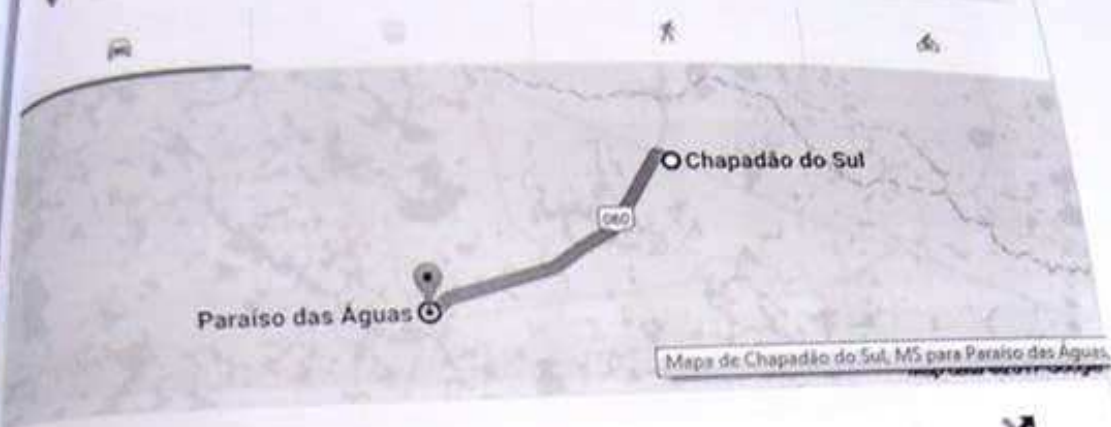 Chapadão do Sul
060
Paraíso das Águas
Mapa de Chapadão do Sul, MS para Paraíso das Águas,